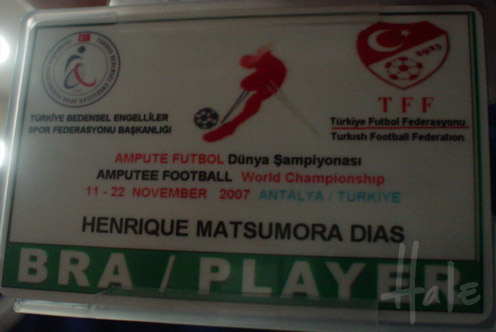 1923
TFF
TÜRKİYE BEDENSEL ENGELLİLER
SPOR FEDERASYONU BAŞKANLIĞI
Türkiye Futbol Federasyonu
Turkish Football Federation
AMPUTE FUTBOL Dünya Şampiyonası
AMPUTEE FOOTBALL World Championship
11 - 22 NOVEMBER 2007 ANTALYA / TURKIYE
HENRIQUE MATSUMORA DIAS
BRA / PLAYER
Hale